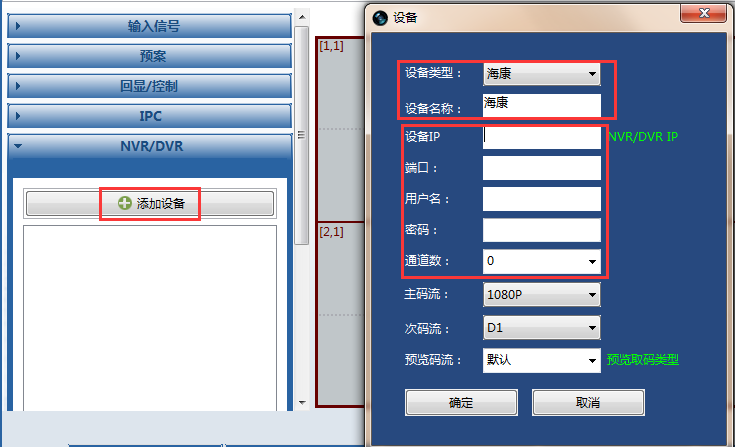 输入信号
预案
回显/控制
IPC
NVR/DVR
添加设备
[1,1]
[2,1]
设备
设备类型： 海康
设备名称： 海康
设备IP NVR/DVR IP
端口：
用户名：
密码：
通道数： 0
主码流： 1080P
次码流： D1
预览码流： 默认 预览取码类型
确定 取消